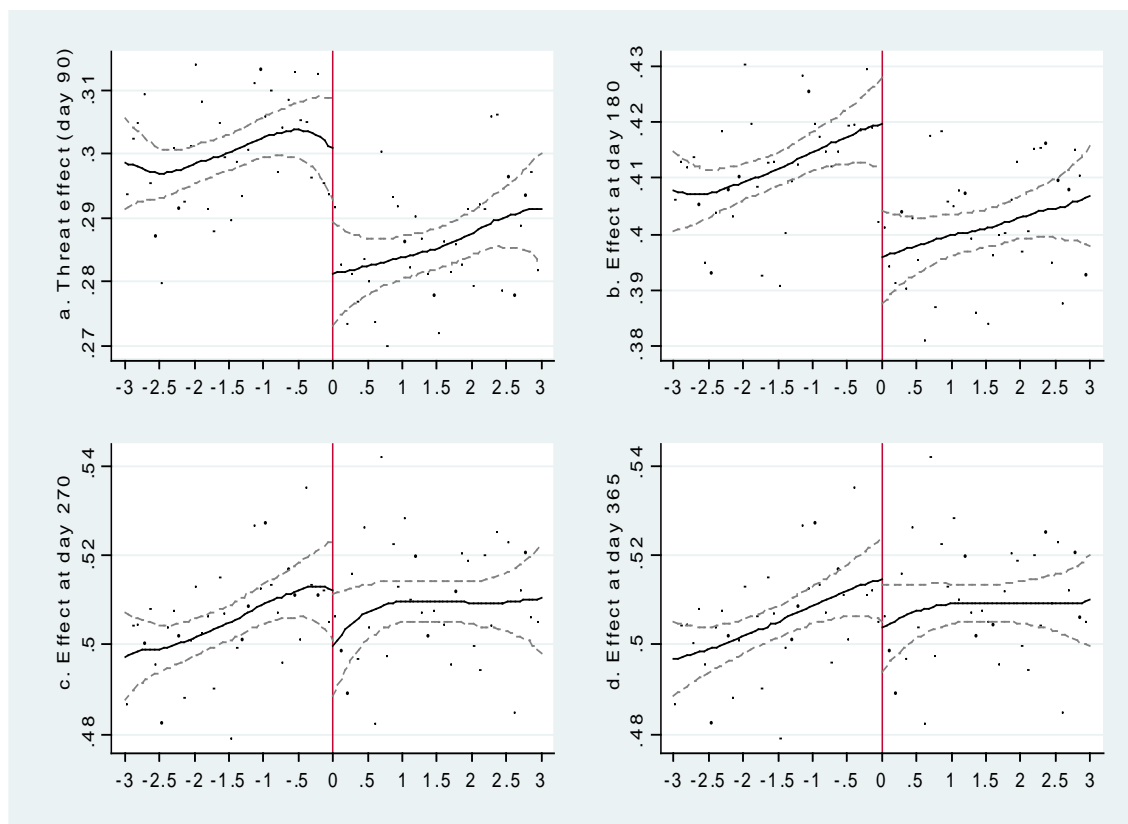 a. Threat effect (day 90)
.31
.3
.29
.28
.27
-3 -2.5 -2 -1.5 -1 -.5 0 .5 1 1.5 2 2.5 3
b. Effect at day 180
.43
.42
.41
.4
.39
.38
-3 -2.5 -2 -1.5 -1 -.5 0 .5 1 1.5 2 2.5 3
c. Effect at day 270
.54
.52
.5
.48
-3 -2.5 -2 -1.5 -1 -.5 0 .5 1 1.5 2 2.5 3
d. Effect at day 365
.54
.52
.5
.48
-3 -2.5 -2 -1.5 -1 -.5 0 .5 1 1.5 2 2.5 3